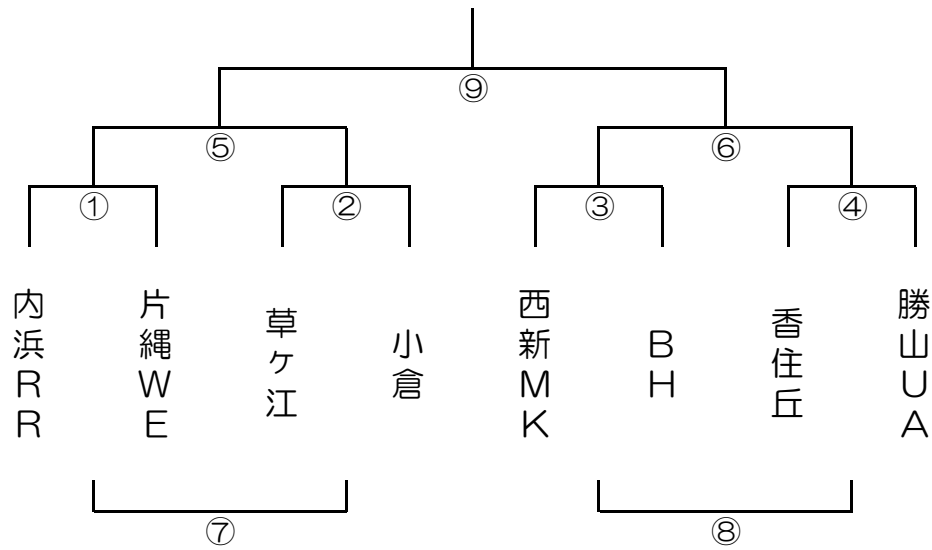 ⑨
⑤
⑥
①
②
③
④
内浜RR
片縄WE
草ヶ江
小倉
西新MK
BH
香住丘
勝山UA
⑦
⑧